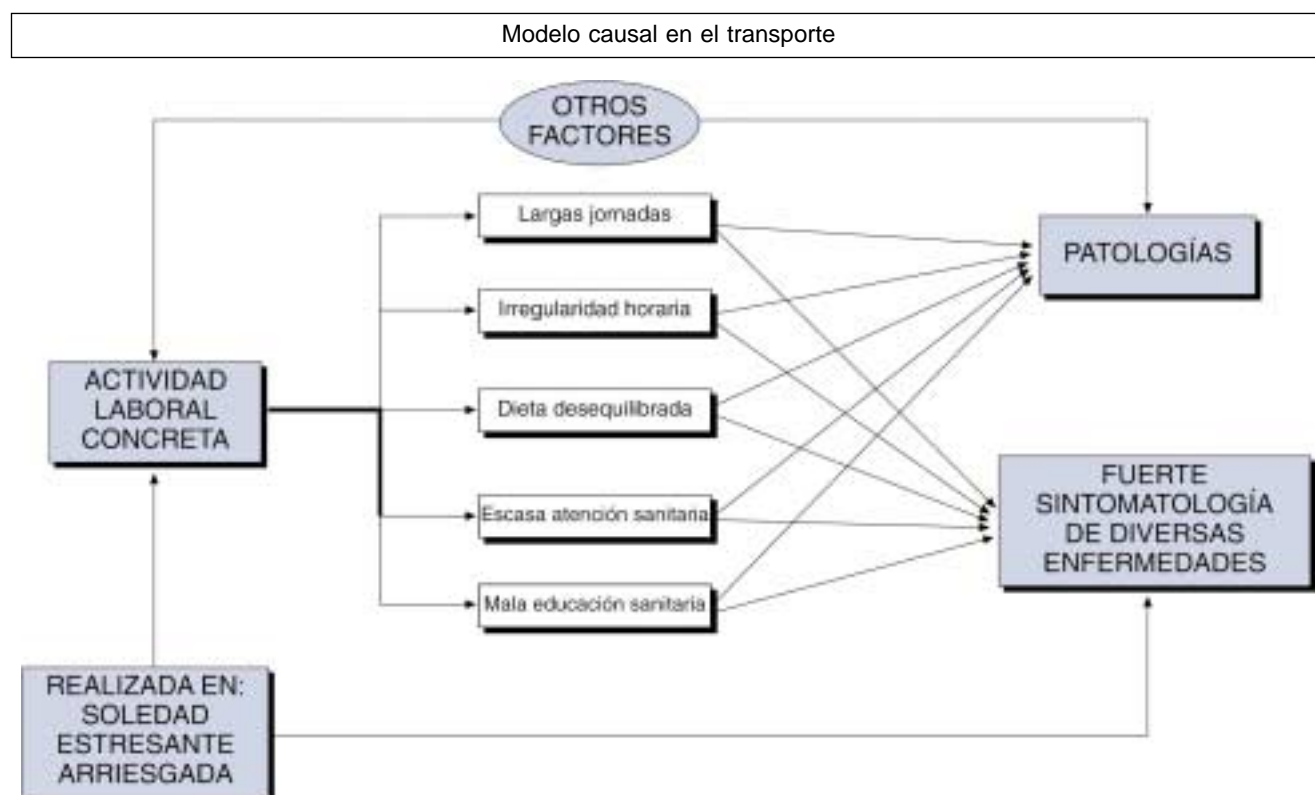 Modelo causal en el transporte
OTROS
FACTORES
Largas jornadas
PATOLOGÍAS
Irregularidad horaria
ACTIVIDAD
LABORAL
CONCRETA
Dieta desequilibrada
Escasa atención sanitaria
FUERTE
SINTOMATOLOGÍA
DE DIVERSAS
ENFERMEDADES
Mala educación sanitaria
REALIZADA EN:
SOLEDAD
ESTRESANTE
ARRIESGADA